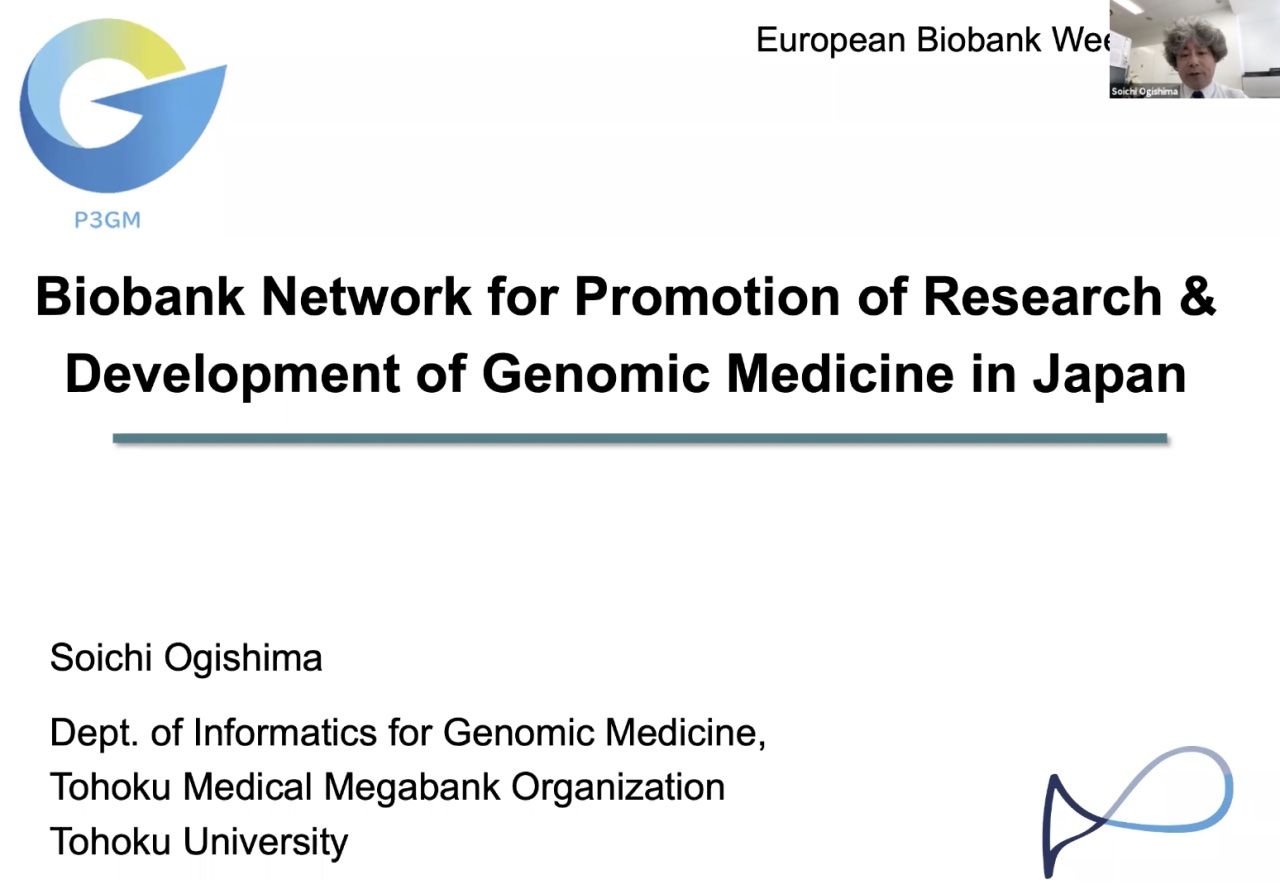 European Biobank Wee
Soichi Ogishima
P3GM
Biobank Network for Promotion of Research &
Development of Genomic Medicine in Japan
Soichi Ogishima
Dept. of Informatics for Genomic Medicine,
Tohoku Medical Megabank Organization
Tohoku University